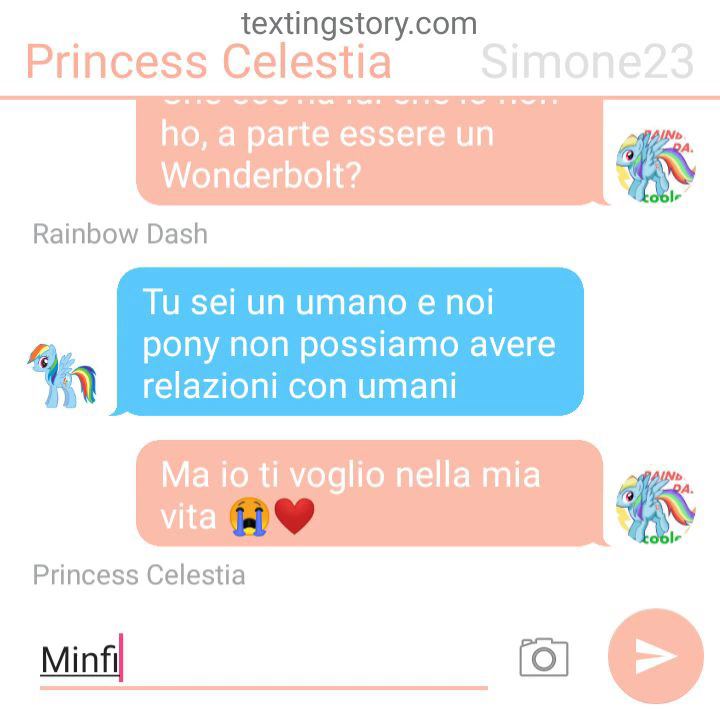 textingstory.com
Princess Celestia Simone23
ho, a parte essere un
Wonderbolt?
Rainbow Dash
Tu sei un umano e noi
pony non possiamo avere
relazioni con umani
Ma io ti voglio nella mia
vita 😭❤️
Princess Celestia
Minfi